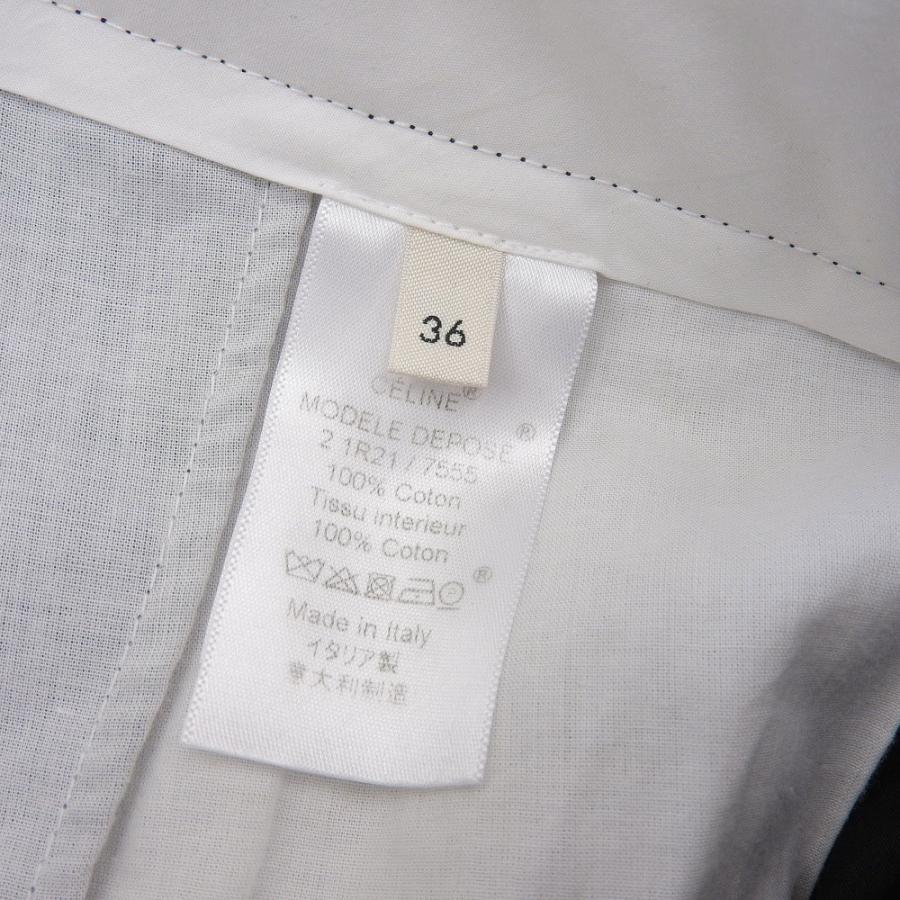 36
CÉLINE®
MODELE DEPOSE®
2 1R21 / 7555
100% Coton
Tissu interieur
100% Coton
®
Made in Italy
イタリア製
意大利制造